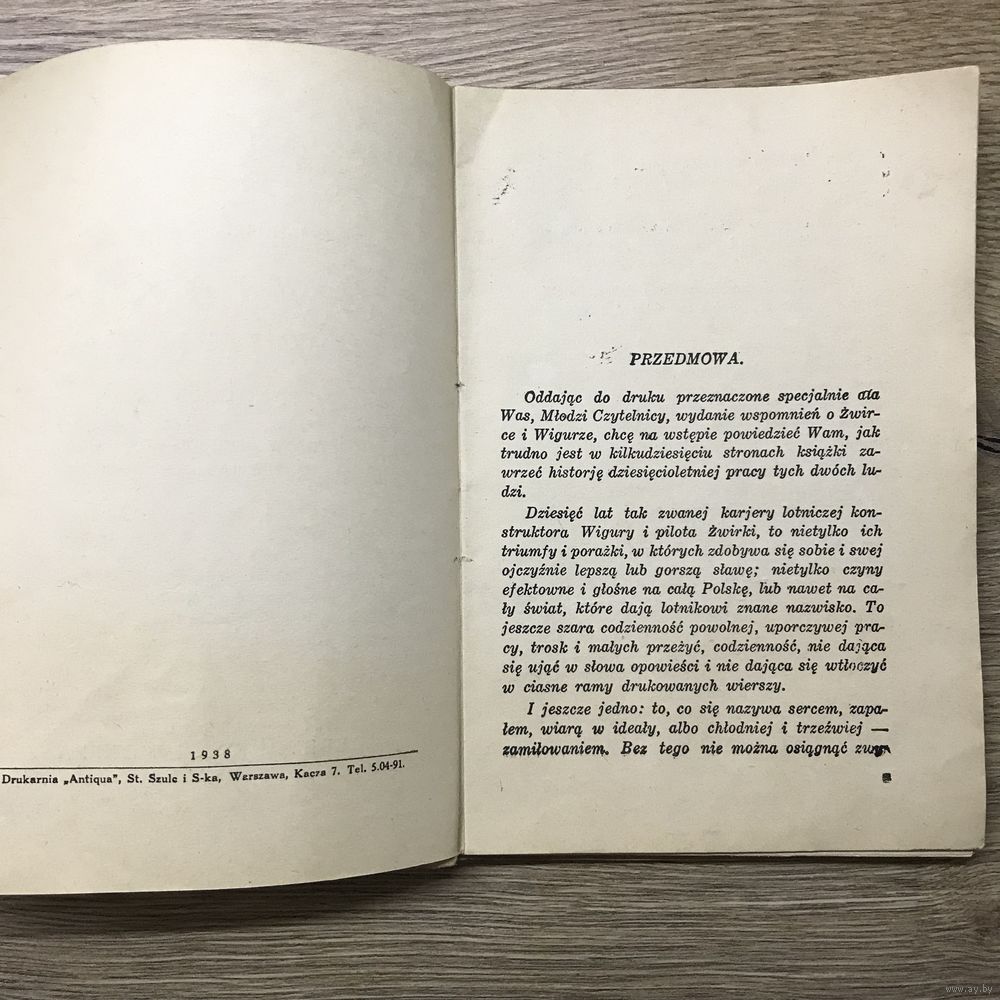 1938
Drukarnia „Antiqua”, St. Szulc i S-ka, Warszawa, Kacza 7. Tel. 5.04-91.
PRZEDMOWA.
Oddając do druku przeznaczone specjalnie dla
Was, Młodzi Czytelnicy, wydanie wspomnień o Żwir-
ce i Wigurze, chcę na wstępie powiedzieć Wam, jak
trudno jest w kilkudziesięciu stronach książki za-
wrzeć historję dziesięcioletniej pracy tych dwóch lu-
dzi.
Dziesięć lat tak zwanej karjery lotniczej kon-
struktora Wigury i pilota Żwirki, to nietylko ich
triumfy i porażki, w których zdobywa się sobie i swej
ojczyźnie lepszą lub gorszą sławę; nietylko czyny
efektowne i głośne na całą Polskę, lub nawet na ca-
ły świat, które dają lotnikowi znane nazwisko. To
jeszcze szara codzienność powolnej, uporczywej pra-
cy, trosk i małych przeżyć, codzienność, nie dająca
się ująć w słowa opowieści i nie dająca się wtłoczyć
w ciasne ramy drukowanych wierszy.
I jeszcze jedno: to, co się nazywa sercem, zapa-
łem, wiarą w ideały, albo chłodniej i trzeźwiej —
zamiłowaniem. Bez tego nie można osiągnąć
www.ay.by